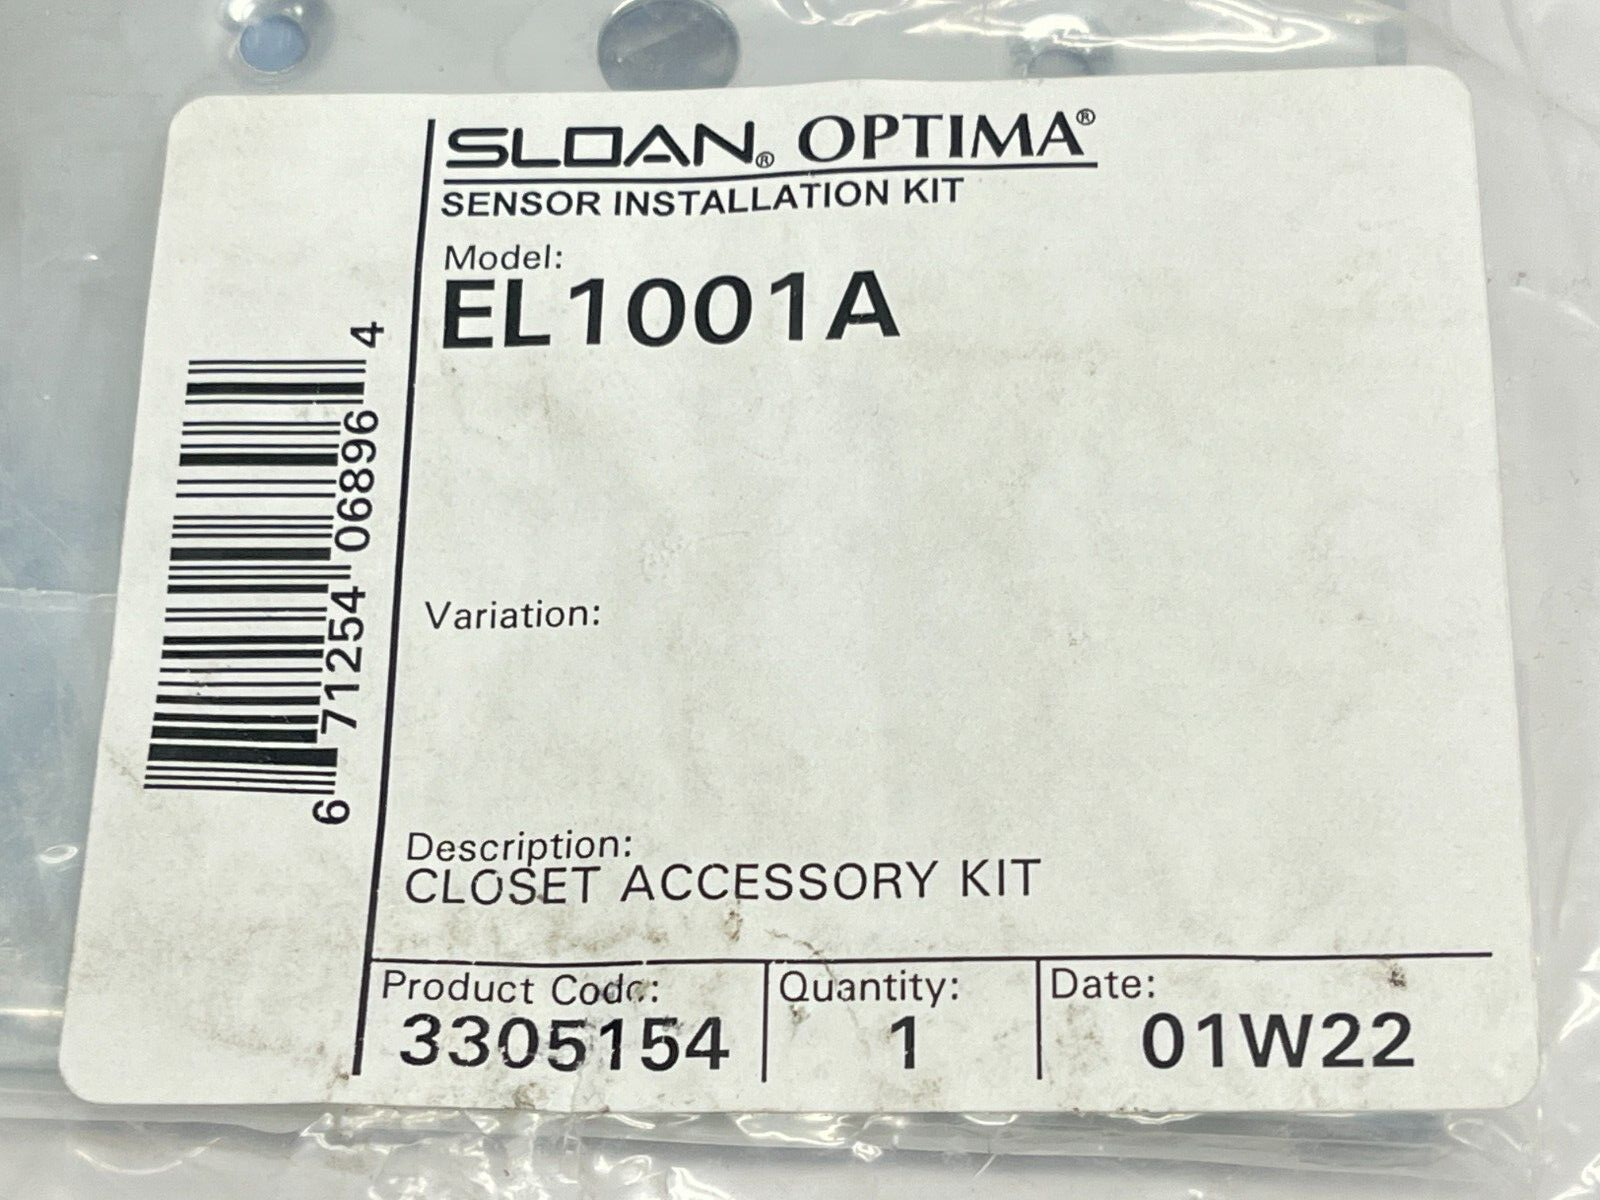 SLOAN® OPTIMA®
SENSOR INSTALLATION KIT
Model:
EL1001A
Variation:
Description:
CLOSET ACCESSORY KIT
Product Code:
3305154
Quantity:
1
Date:
01W22
6 71254 06896 4